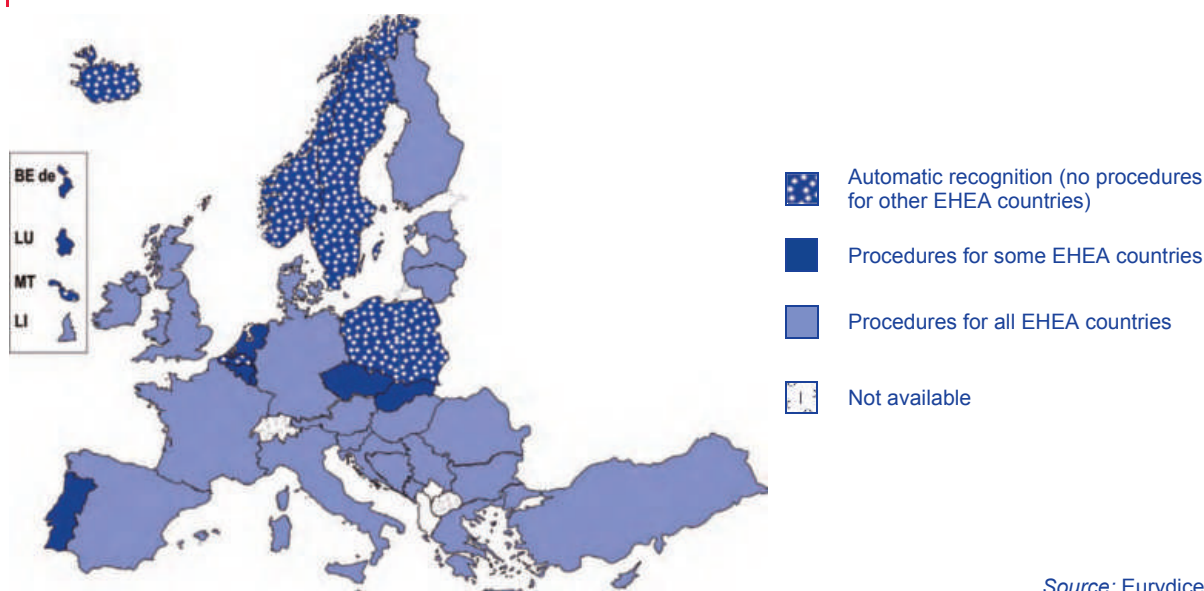 BE de
LU
MT
LI
Automatic recognition (no procedures
for other EHEA countries)
Procedures for some EHEA countries
Procedures for all EHEA countries
Not available
Source: Eurydice